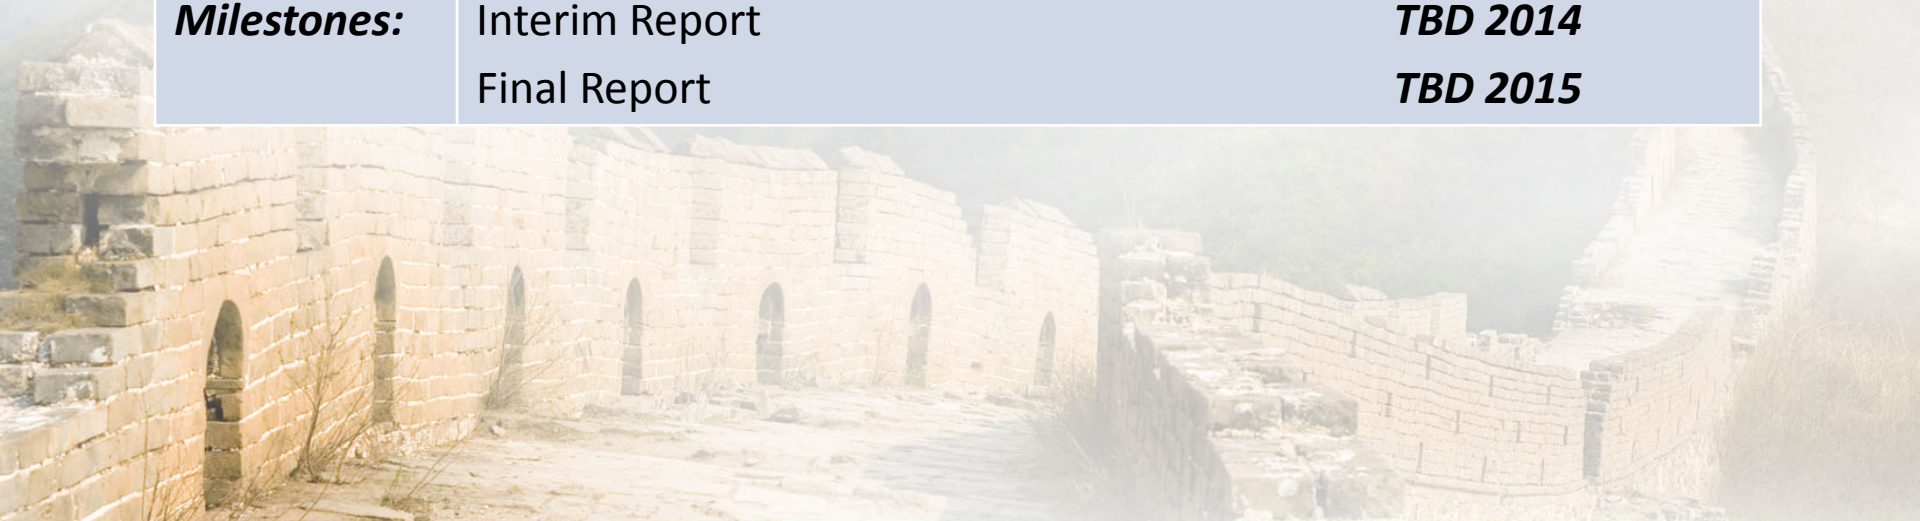 Milestones: Interim Report TBD 2014
Final Report TBD 2015